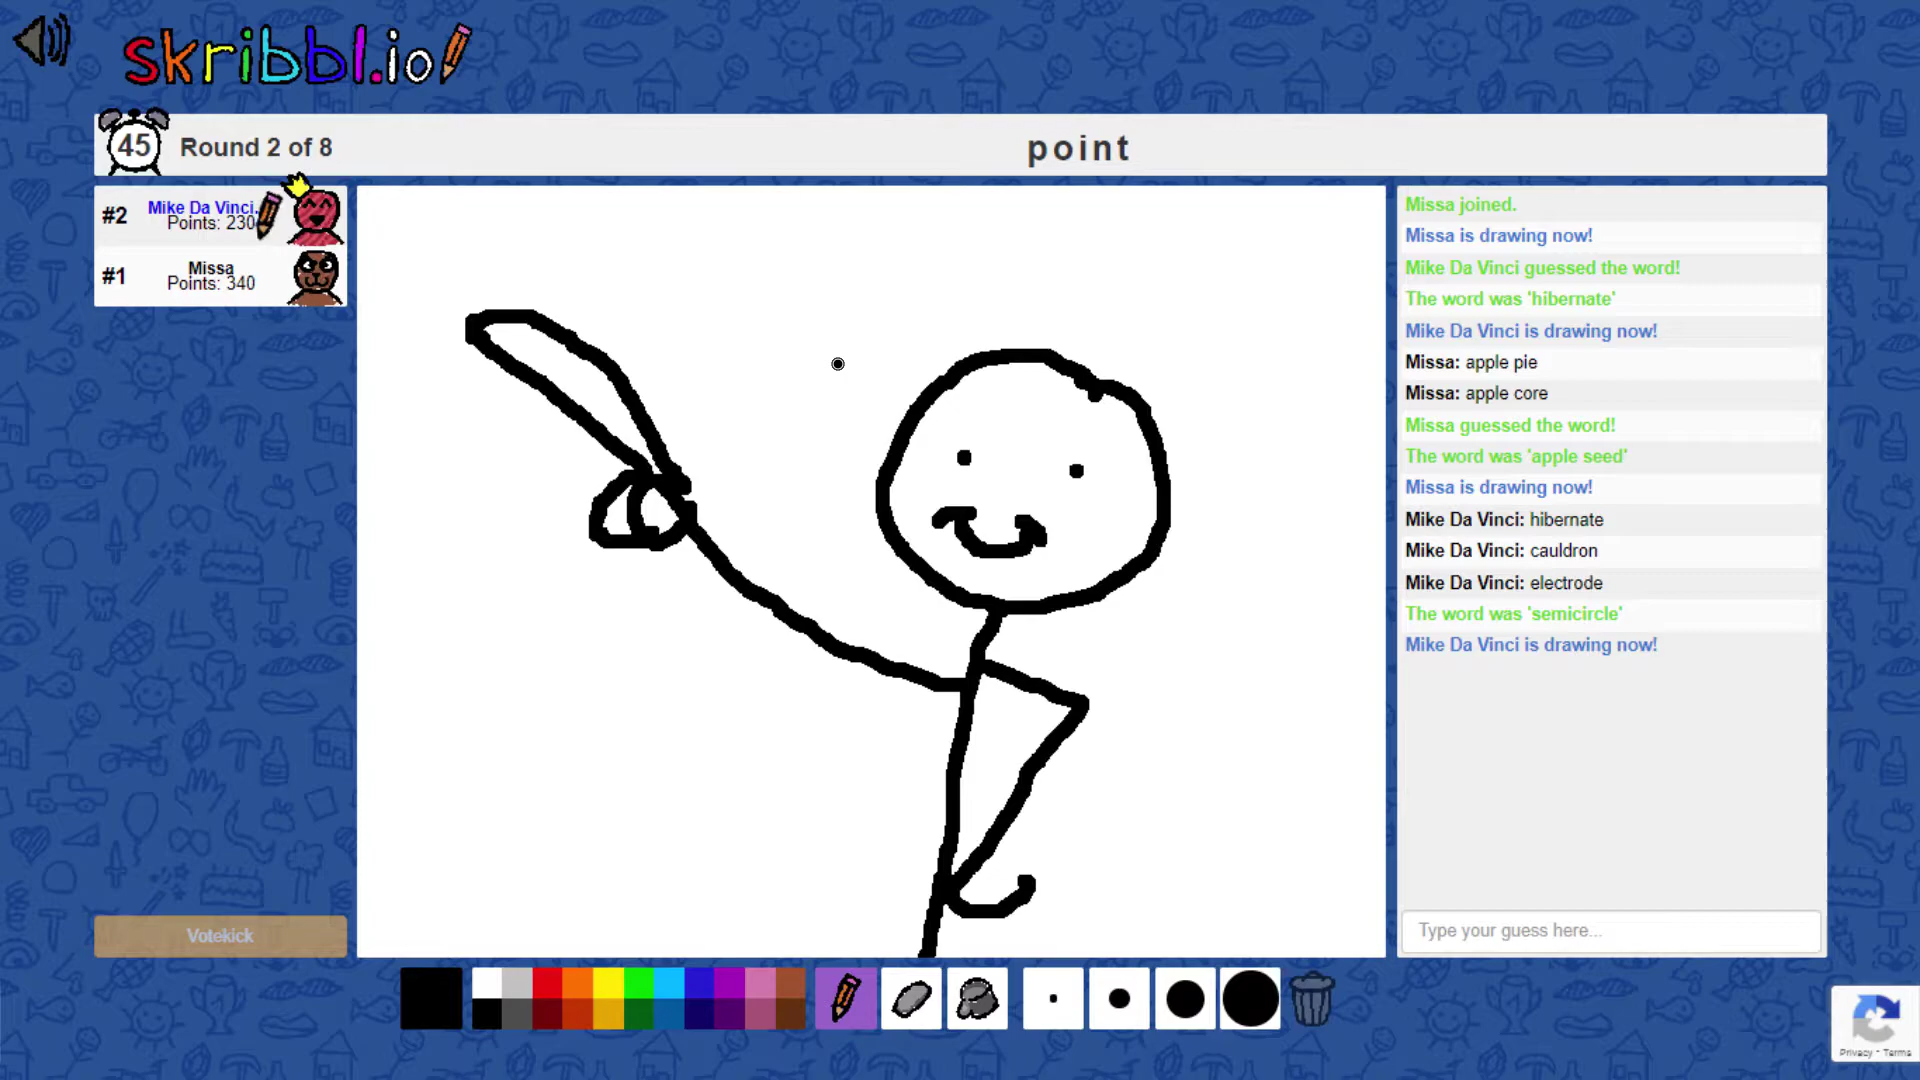 skribbl.io
45 Round 2 of 8
point
#2 Mike Da Vinci.
Points: 230
#1 Missa
Points: 340
Votekick
Missa joined.
Missa is drawing now!
Mike Da Vinci guessed the word!
The word was 'hibernate'
Mike Da Vinci is drawing now!
Missa: apple pie
Missa: apple core
Missa guessed the word!
The word was 'apple seed'
Missa is drawing now!
Mike Da Vinci: hibernate
Mike Da Vinci: cauldron
Mike Da Vinci: electrode
The word was 'semicircle'
Mike Da Vinci is drawing now!
Type your guess here...
Privacy - Terms